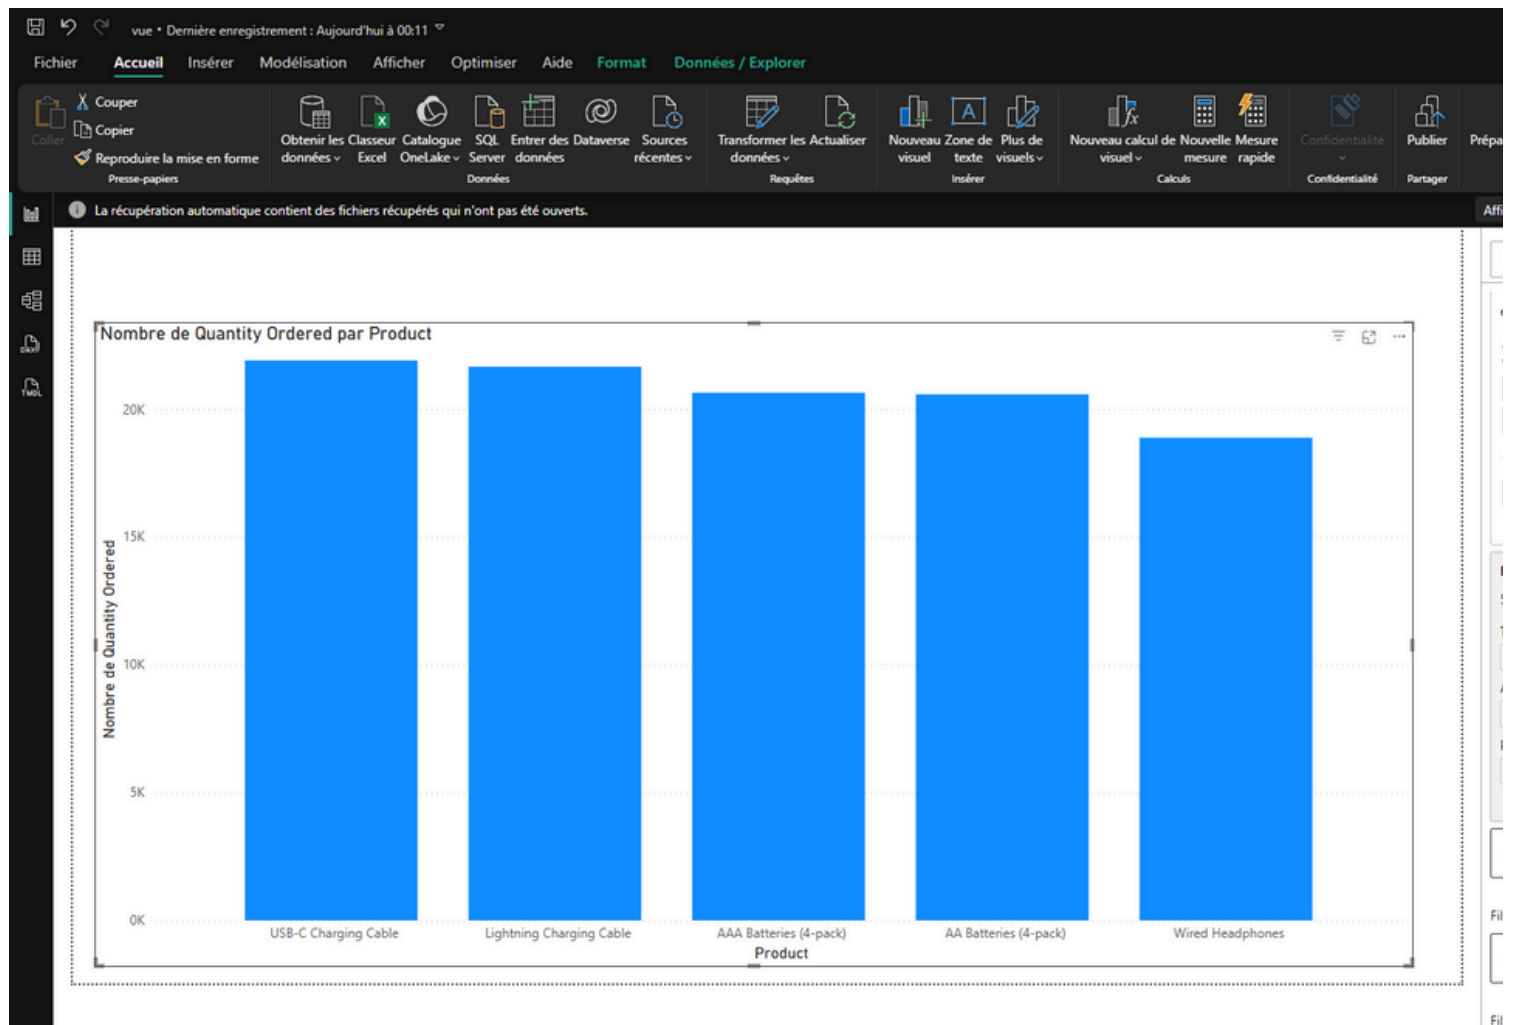 vue • Dernière enregistrement : Aujourd'hui à 00:11
Fichier Accueil Insérer Modélisation Afficher Optimiser Aide Format Données / Explorer
Coller
Couper
Copier
Reproduire la mise en forme
Presse-papiers
Obtenir les données
Classeur Excel
Catalogue OneLake
SQL Server
Entrer des données
Dataverse
Sources récentes
Données
Transformer les données
Actualiser
Requêtes
Nouveau visuel
Zone de texte
Plus de visuels
Insérer
Nouveau calcul de visuel
Nouvelle mesure
Mesure rapide
Calculs
Confidentialité
Confidentialité
Publier
Partager
Prépa
La récupération automatique contient des fichiers récupérés qui n'ont pas été ouverts.
Affi
DAX
TMDL
Nombre de Quantity Ordered par Product
Nombre de Quantity Ordered
20K
15K
10K
5K
0K
USB-C Charging Cable
Lightning Charging Cable
AAA Batteries (4-pack)
AA Batteries (4-pack)
Wired Headphones
Product
Fil
Fil